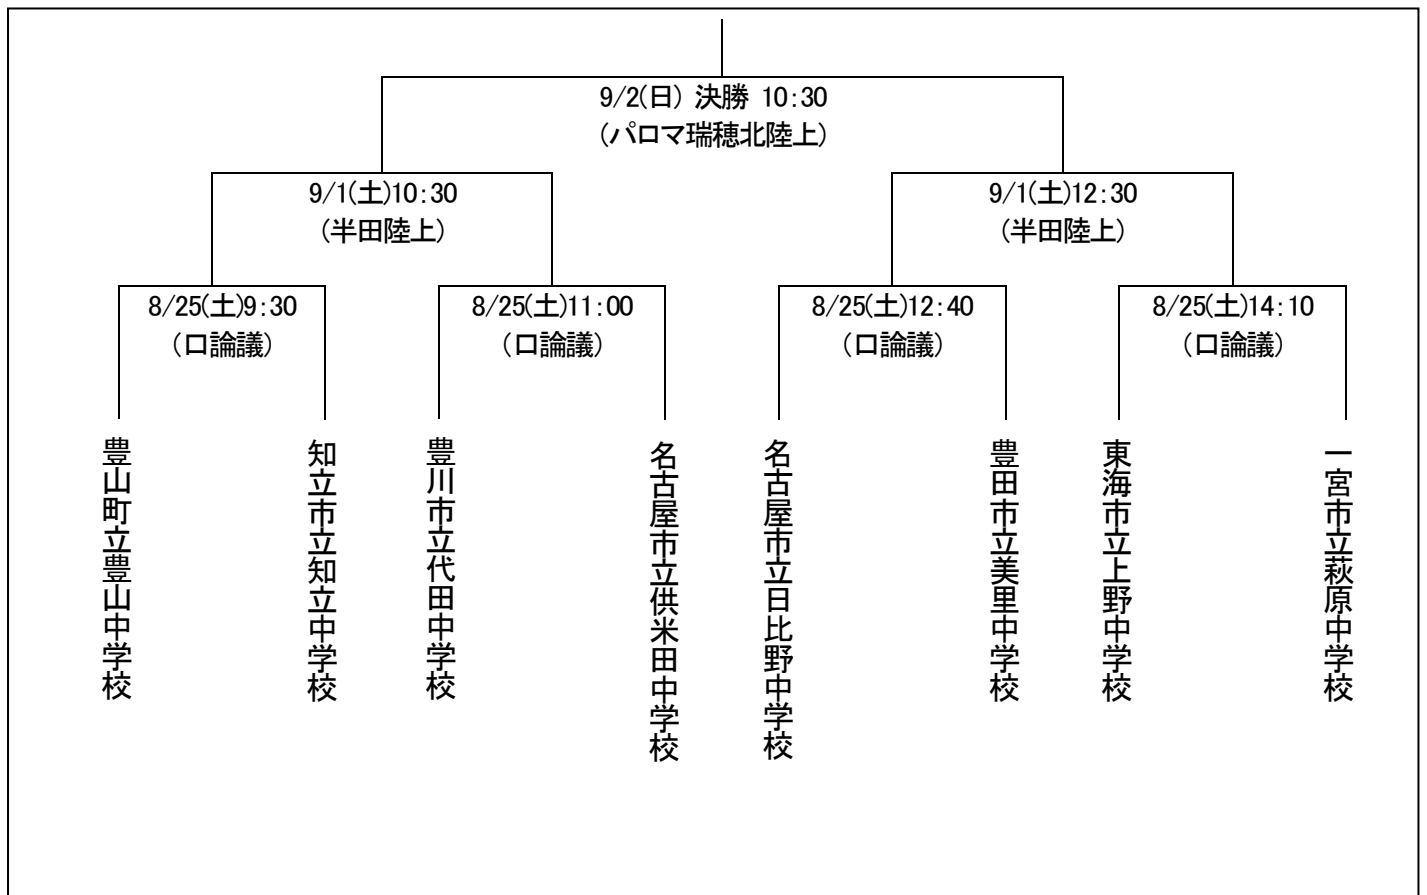 9/2(日) 決勝 10:30
(パロマ瑞穂北陸上)
9/1(土)10:30
(半田陸上)
9/1(土)12:30
(半田陸上)
8/25(土)9:30
(口論議)
8/25(土)11:00
(口論議)
8/25(土)12:40
(口論議)
8/25(土)14:10
(口論議)
豊山町立豊山中学校
知立市立知立中学校
豊川市立代田中学校
名古屋市立供米田中学校
名古屋市立日比野中学校
豊田市立美里中学校
東海市立上野中学校
一宮市立萩原中学校